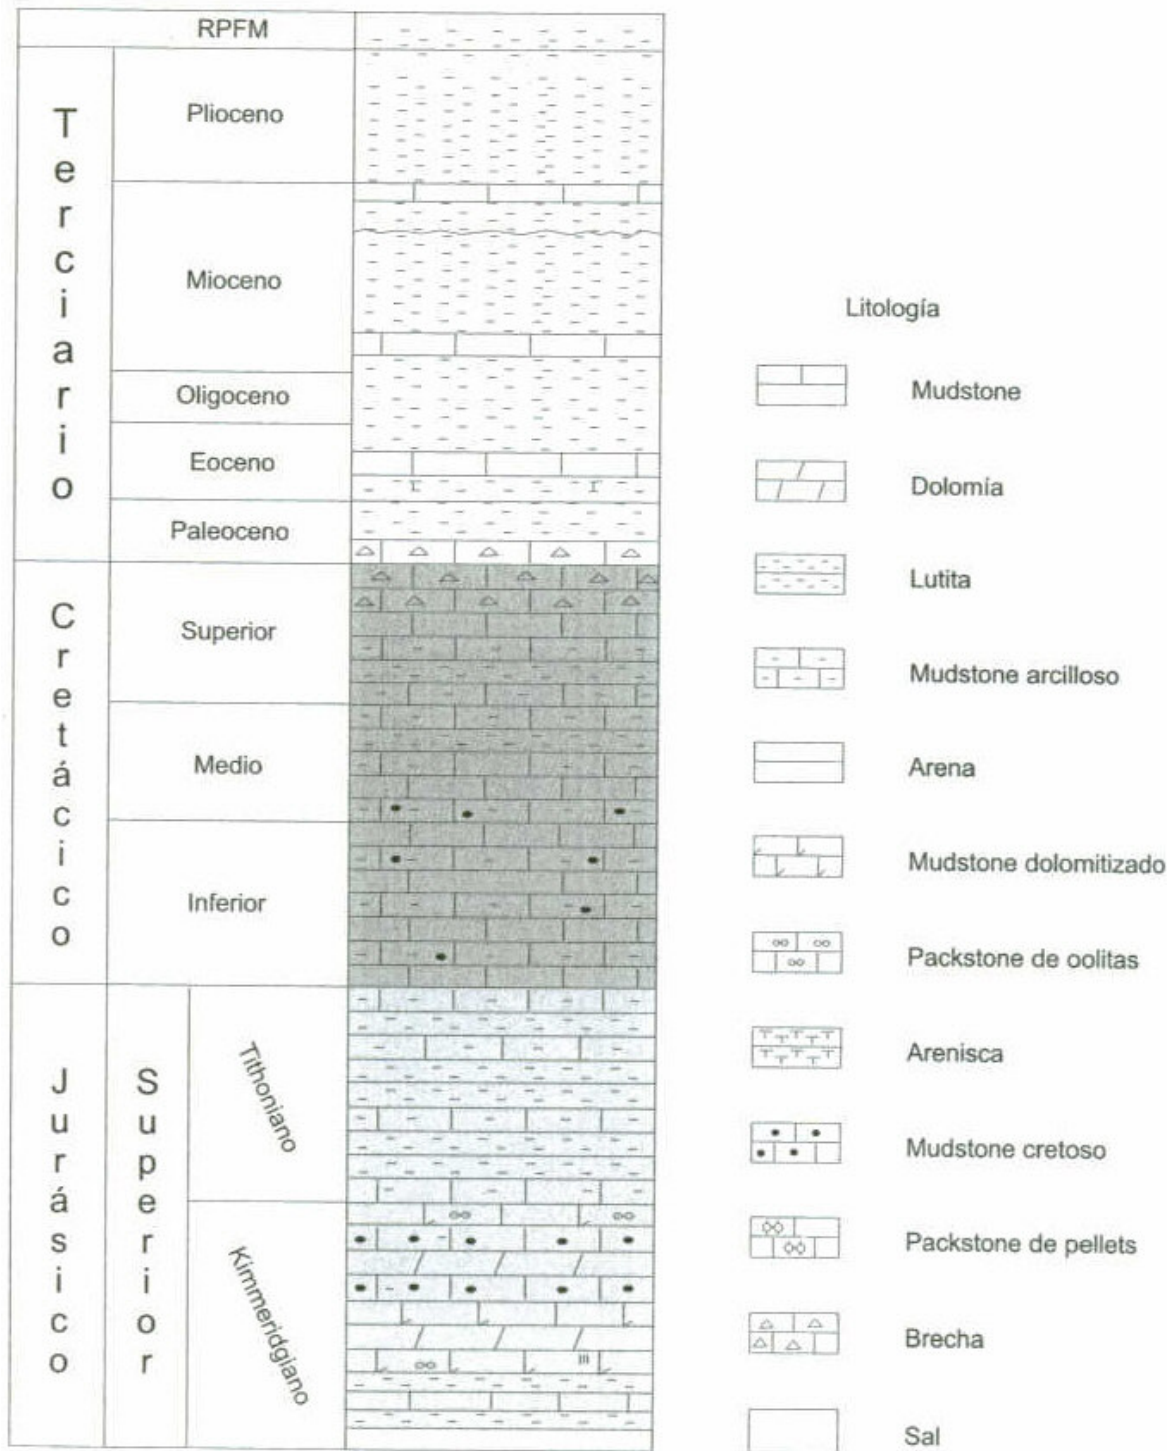 RPFM
Terciario
Plioceno
Mioceno
Oligoceno
Eoceno
Paleoceno
Cretácico
Superior
Medio
Inferior
Jurásico
Superior
Tithoniano
Kimmeridgiano
Litología
Mudstone
Dolomía
Lutita
Mudstone arcilloso
Arena
Mudstone dolomitizado
Packstone de oolitas
Arenisca
Mudstone cretoso
Packstone de pellets
Brecha
Sal